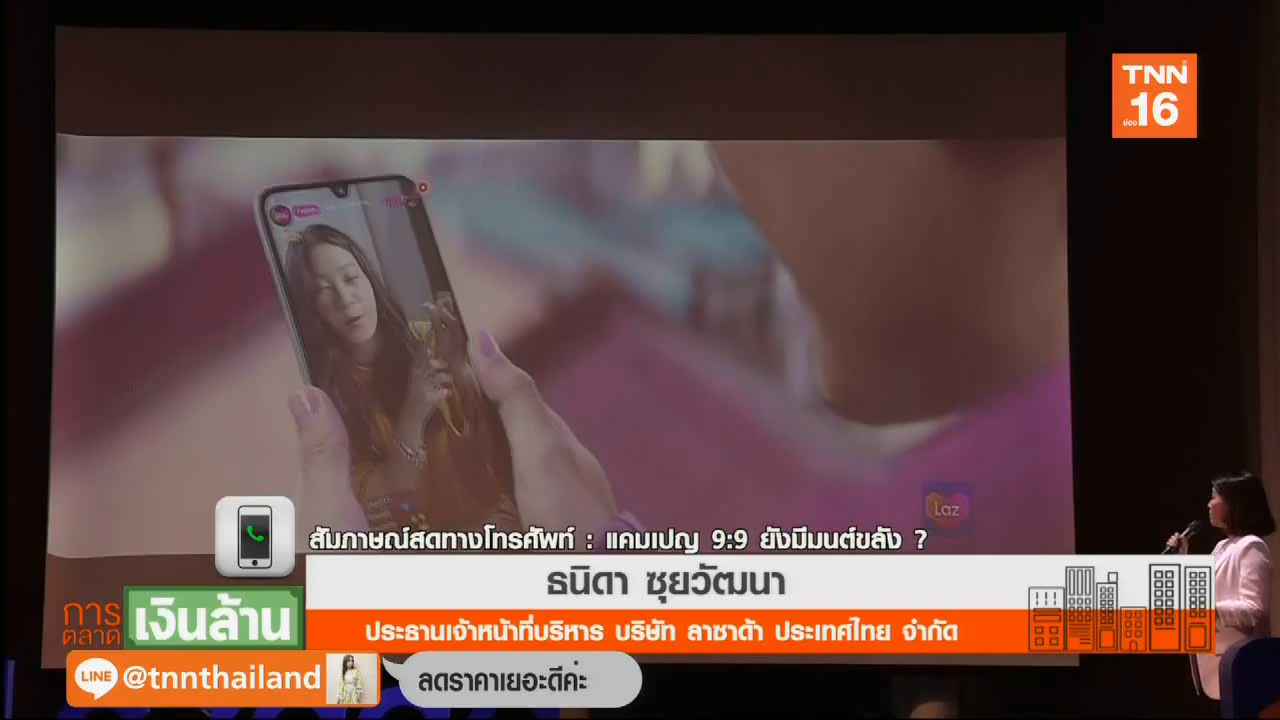 TNN
ช่อง 16
Laz
สัมภาษณ์สดทางโทรศัพท์ : แคมเปญ 9:9 ยังมีมนต์ขลัง ?
ธนิดา ซุยวัฒนา
การ
ตลาด
เงินล้าน
ประธานเจ้าหน้าที่บริหาร บริษัท ลาซาด้า ประเทศไทย จำกัด
LINE @tnnthailand
ลดราคาเยอะดีค่ะ